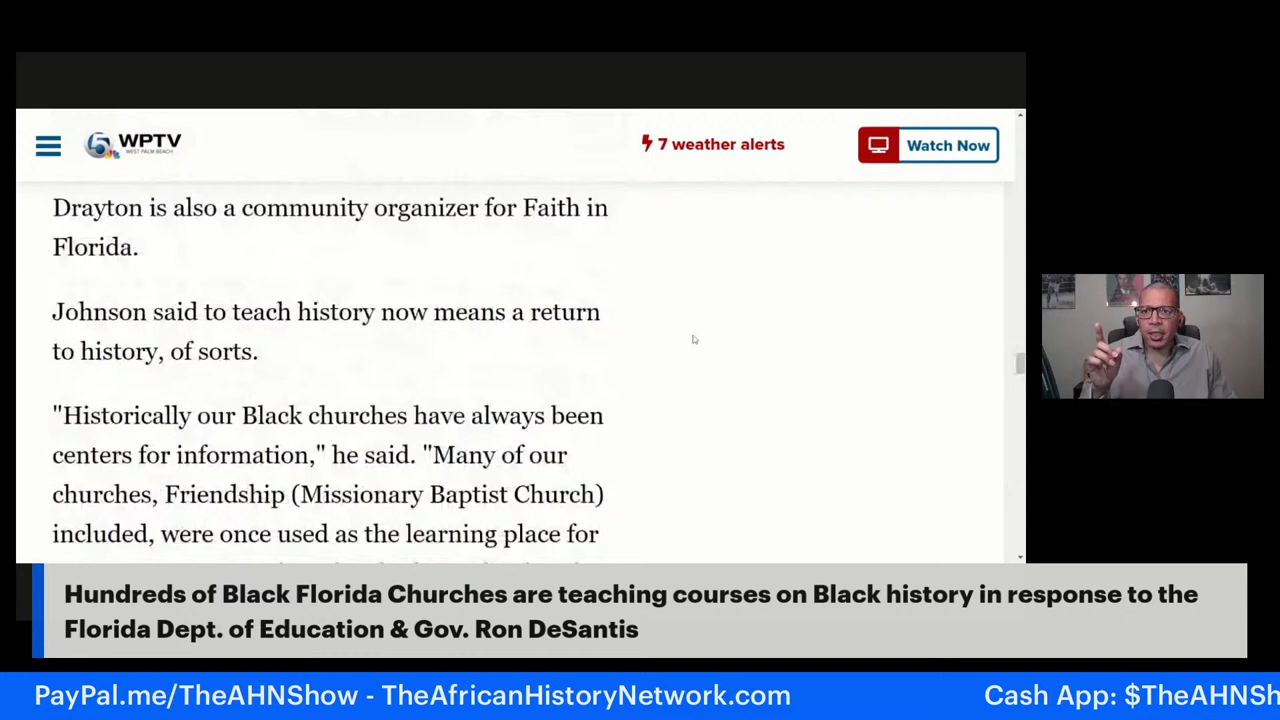 5 WPTV
WEST PALM BEACH
7 weather alerts
Watch Now
Drayton is also a community organizer for Faith in
Florida.
Johnson said to teach history now means a return
to history, of sorts.
"Historically our Black churches have always been
centers for information," he said. "Many of our
churches, Friendship (Missionary Baptist Church)
included, were once used as the learning place for
Hundreds of Black Florida Churches are teaching courses on Black history in response to the
Florida Dept. of Education & Gov. Ron DeSantis
PayPal.me/TheAHNShow - TheAfricanHistoryNetwork.com
Cash App: $TheAHNSh